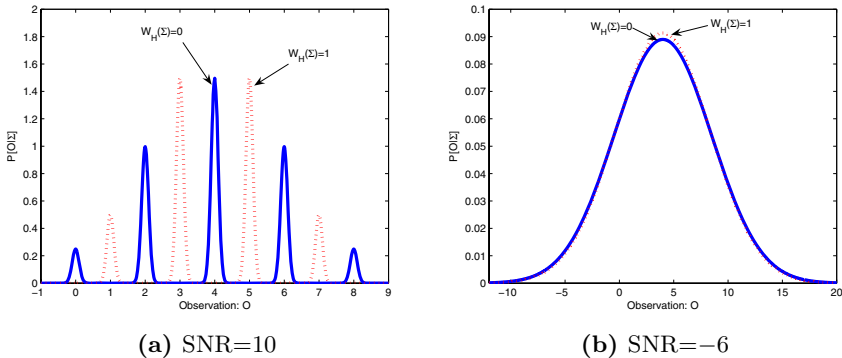 2
1.8
1.6
1.4
1.2
1
0.8
0.6
0.4
0.2
0
P[O|Σ]
W_H(Σ)=0
W_H(Σ)=1
-1 0 1 2 3 4 5 6 7 8 9
Observation: O
(a) SNR=10
0.1
0.09
0.08
0.07
0.06
0.05
0.04
0.03
0.02
0.01
0
P[O|Σ]
W_H(Σ)=0
W_H(Σ)=1
−10 −5 0 5 10 15 20
Observation: O
(b) SNR=−6